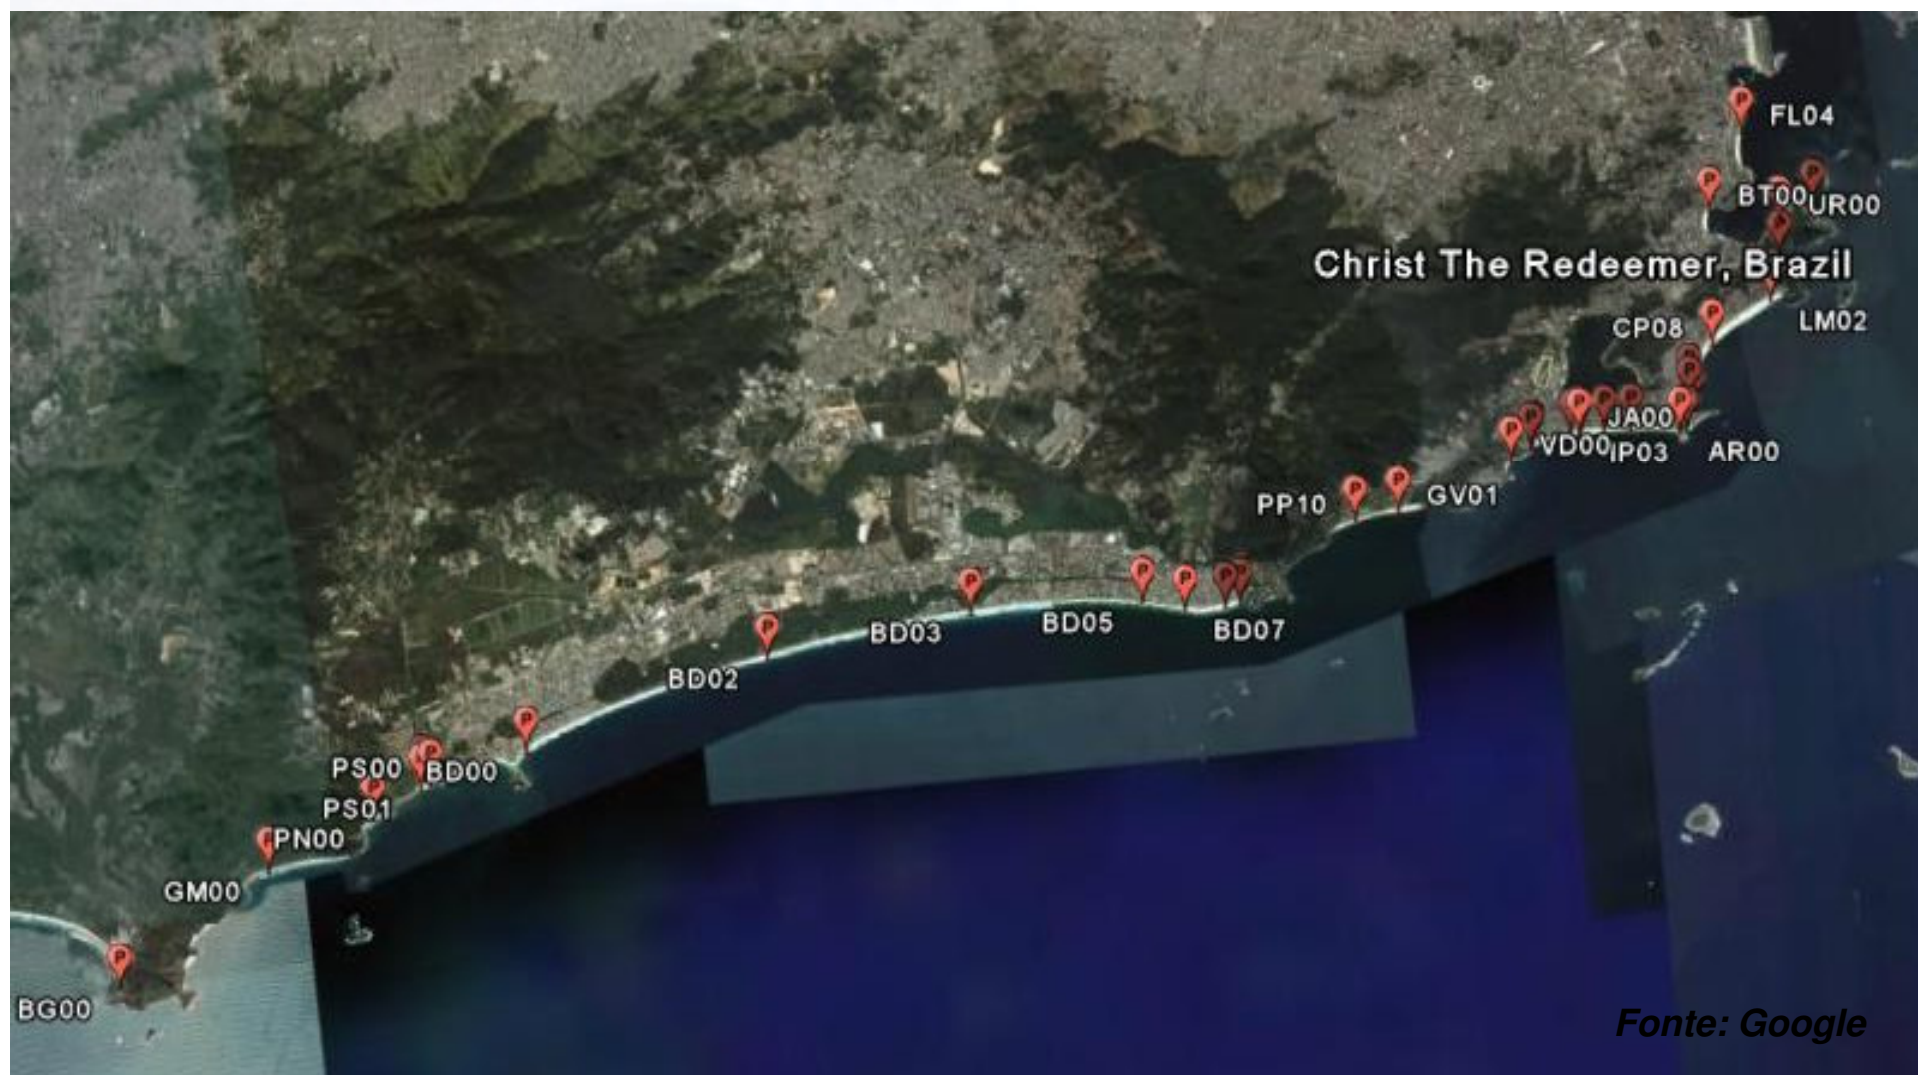 FL04
BT00
UR00
Christ The Redeemer, Brazil
CP08
LM02
JA00
VD00
IP03
AR00
PP10
GV01
BD03
BD05
BD07
BD02
PS00
BD00
PS01
PN00
GM00
BG00
Fonte: Google